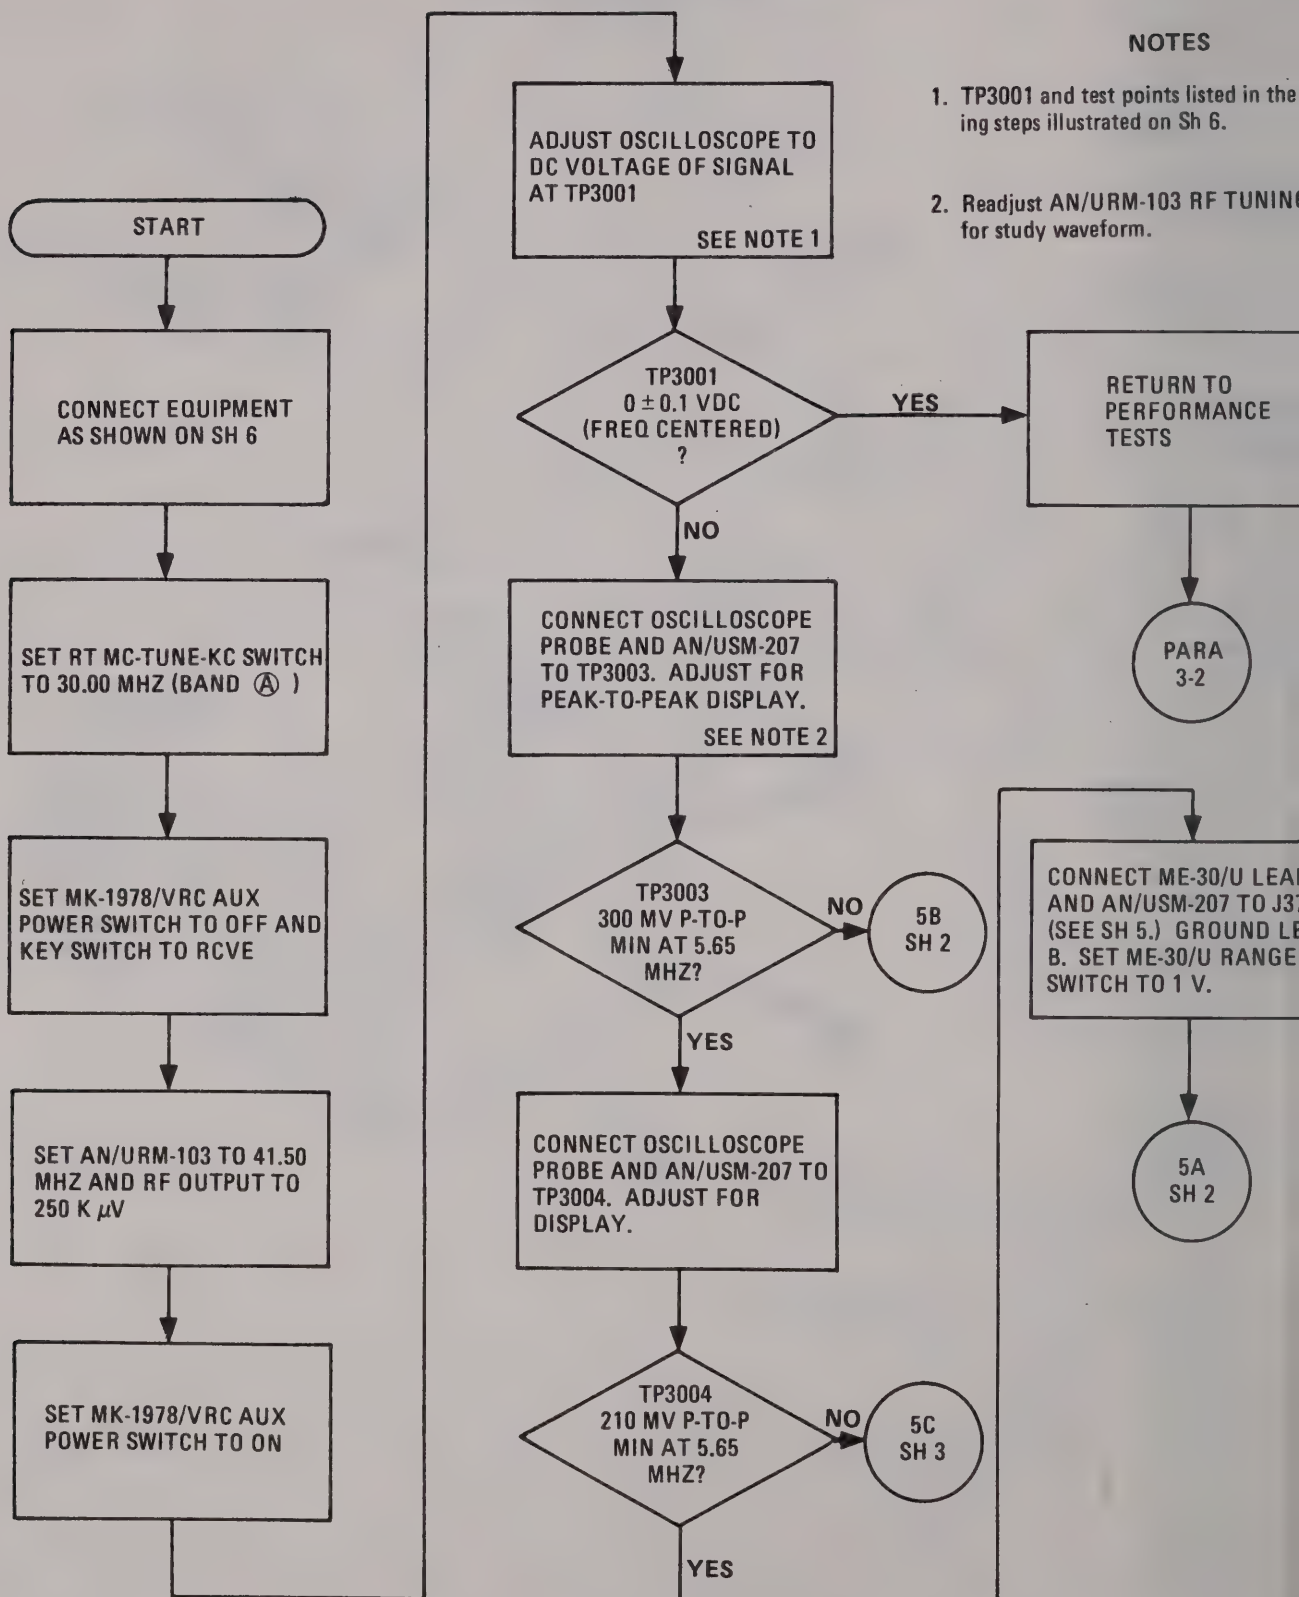 START
CONNECT EQUIPMENT
AS SHOWN ON SH 6
SET RT MC-TUNE-KC SWITCH
TO 30.00 MHZ (BAND Ⓐ )
SET MK-1978/VRC AUX
POWER SWITCH TO OFF AND
KEY SWITCH TO RCVE
SET AN/URM-103 TO 41.50
MHZ AND RF OUTPUT TO
250 K μV
SET MK-1978/VRC AUX
POWER SWITCH TO ON
ADJUST OSCILLOSCOPE TO
DC VOLTAGE OF SIGNAL
AT TP3001
SEE NOTE 1
TP3001
0 ± 0.1 VDC
(FREQ CENTERED)
?
YES
NO
CONNECT OSCILLOSCOPE
PROBE AND AN/USM-207
TO TP3003. ADJUST FOR
PEAK-TO-PEAK DISPLAY.
SEE NOTE 2
TP3003
300 MV P-TO-P
MIN AT 5.65
MHZ?
NO
5B
SH 2
YES
CONNECT OSCILLOSCOPE
PROBE AND AN/USM-207 TO
TP3004. ADJUST FOR
DISPLAY.
TP3004
210 MV P-TO-P
MIN AT 5.65
MHZ?
NO
5C
SH 3
YES
NOTES
1. TP3001 and test points listed in the
ing steps illustrated on Sh 6.
2. Readjust AN/URM-103 RF TUNING
for study waveform.
RETURN TO
PERFORMANCE
TESTS
PARA
3-2
CONNECT ME-30/U LEA
AND AN/USM-207 TO J37
(SEE SH 5.) GROUND LE
B. SET ME-30/U RANGE
SWITCH TO 1 V.
5A
SH 2